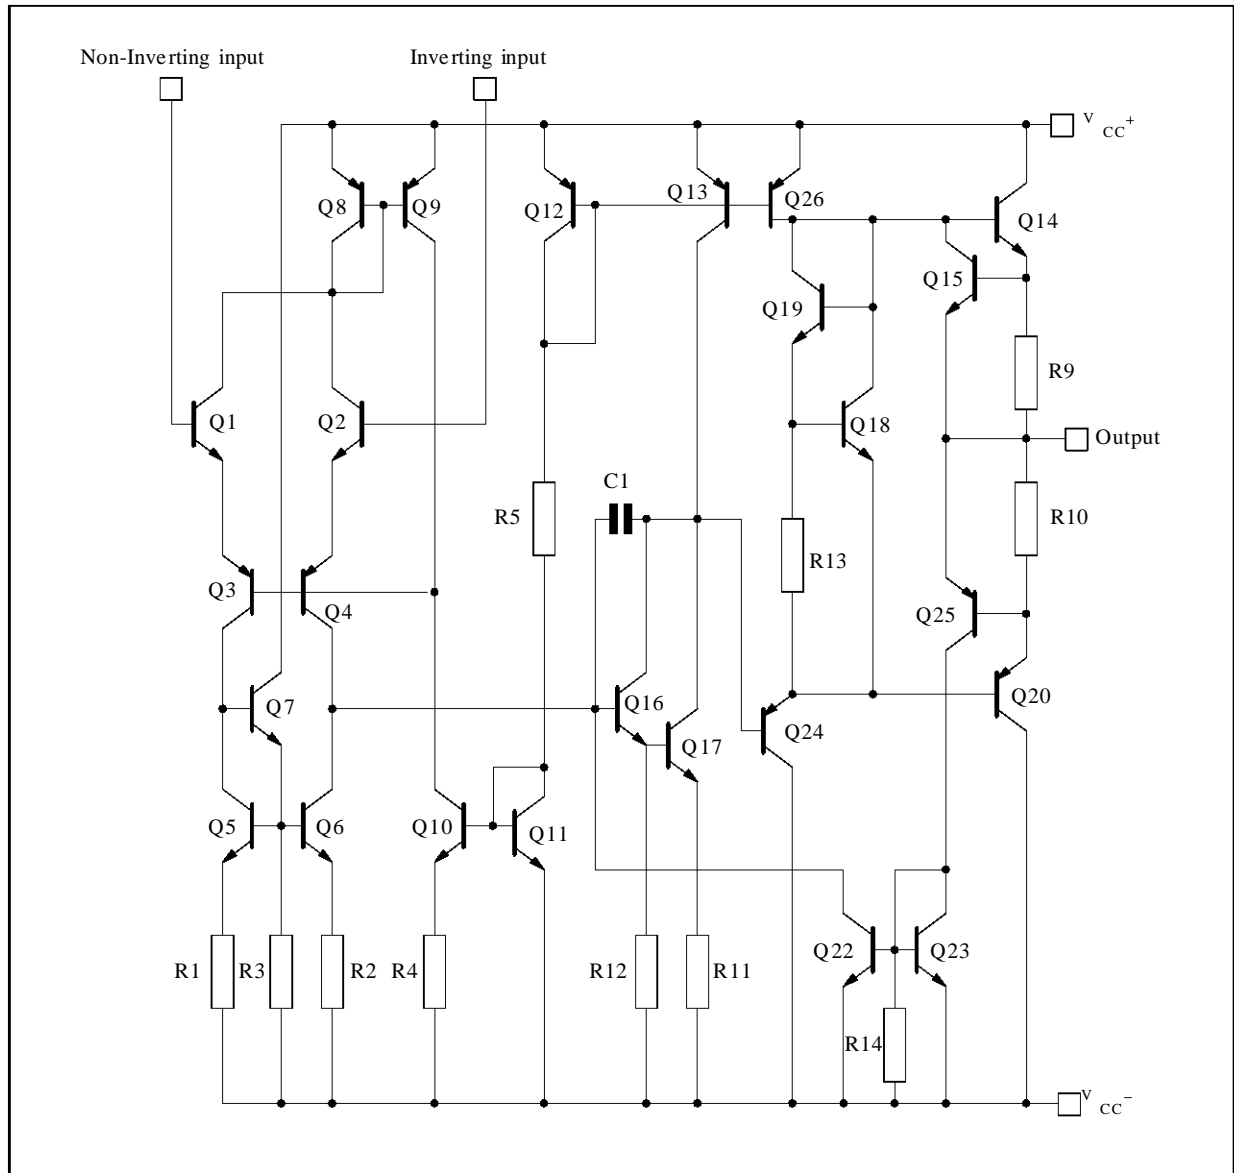 Non-Inverting input
Inverting input
V CC+
Q8
Q9
Q12
Q13
Q26
Q14
Q15
Q19
R9
Q1
Q2
Q18
Output
C1
R5
R10
R13
Q3
Q4
Q25
Q7
Q16
Q17
Q24
Q20
Q5
Q6
Q10
Q11
Q22
Q23
R1
R3
R2
R4
R12
R11
R14
V CC−